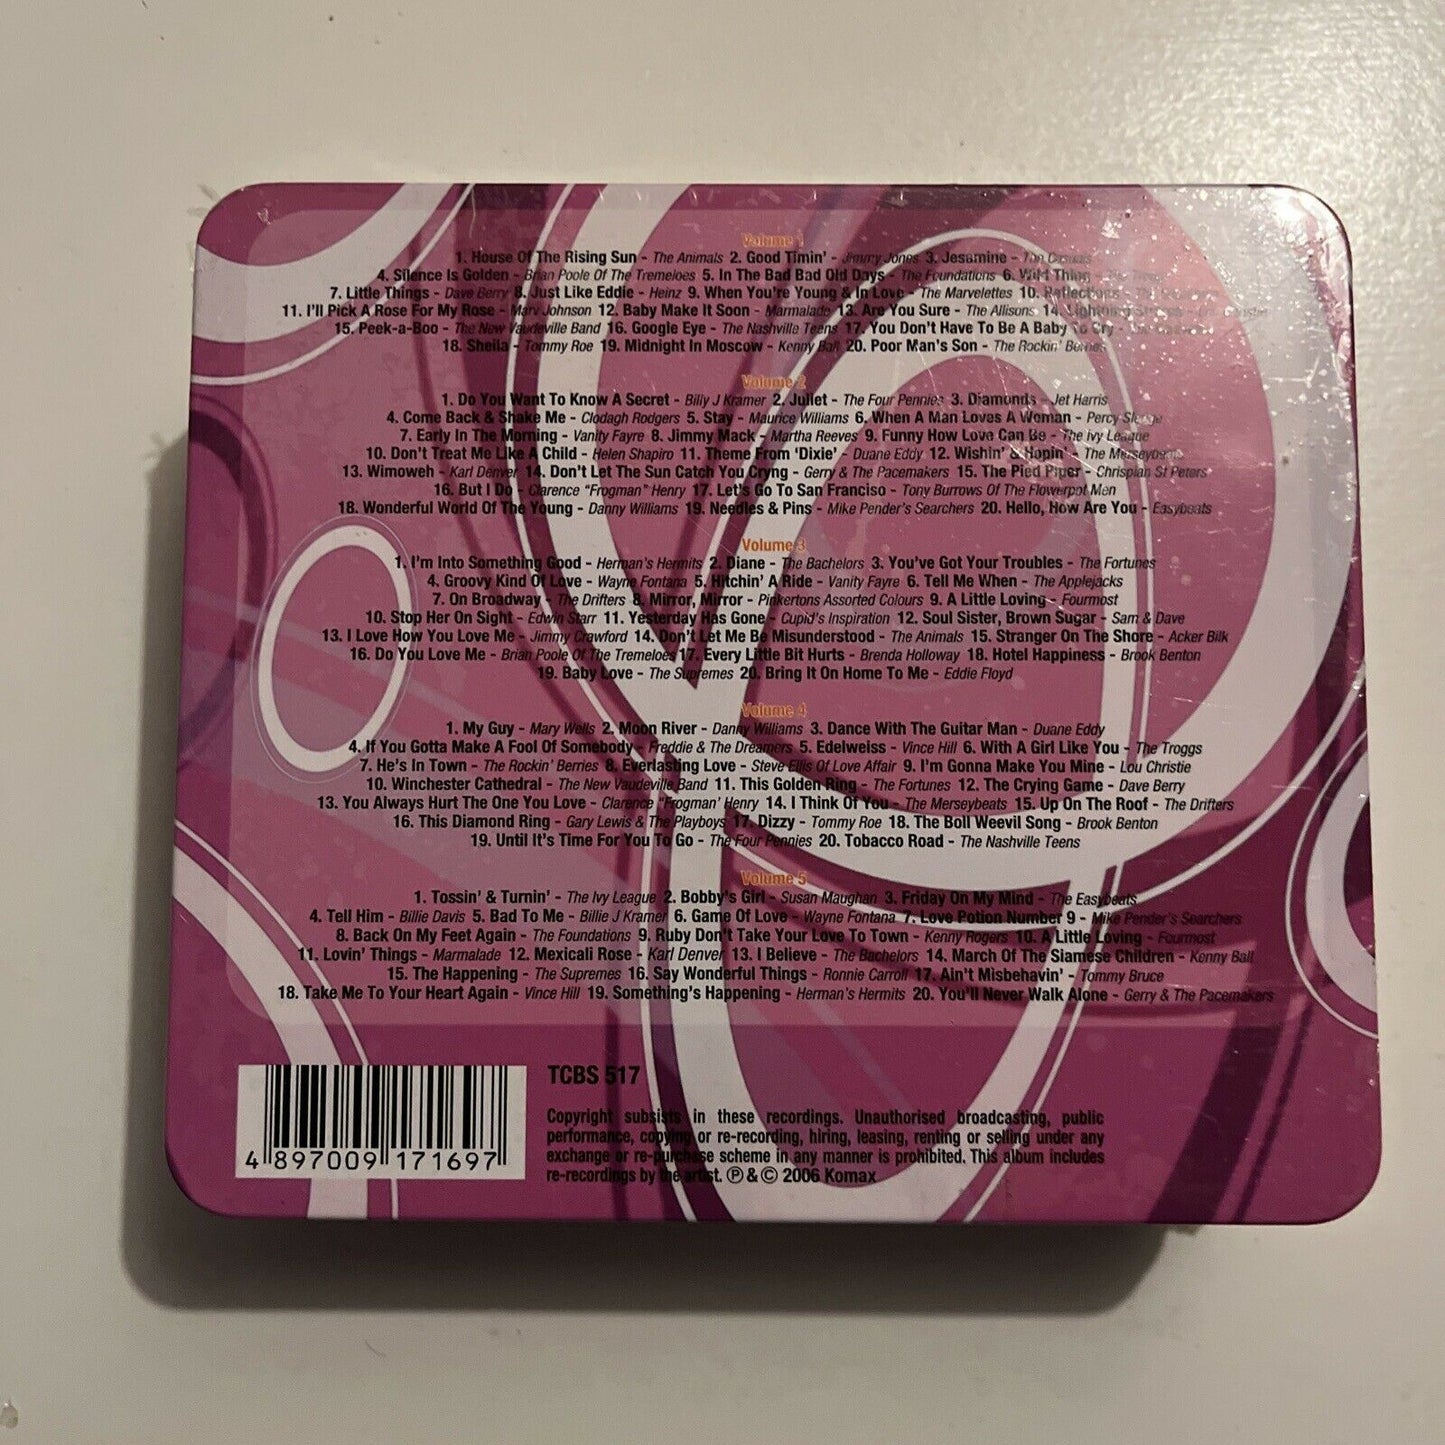 Volume 1
1. House Of The Rising Sun - The Animals 2. Good Timin' - Jimmy Jones 3. Jesamine - The Casuals
4. Silence Is Golden - Brian Poole Of The Tremeloes 5. In The Bad Bad Old Days - The Foundations 6. Wild Thing -
7. Little Things - Dave Berry 8. Just Like Eddie - Heinz 9. When You're Young & In Love - The Marvelettes 10. Reflections -
11. I'll Pick A Rose For My Rose - Marv Johnson 12. Baby Make It Soon - Marmalade 13. Are You Sure - The Allisons 14. Lightning
15. Peek-a-Boo - The New Vaudeville Band 16. Google Eye - The Nashville Teens 17. You Don't Have To Be A Baby To Cry -
18. Sheila - Tommy Roe 19. Midnight In Moscow - Kenny Ball 20. Poor Man's Son - The Rockin' Berries
Volume 2
1. Do You Want To Know A Secret - Billy J Kramer 2. Juliet - The Four Pennies 3. Diamonds - Jet Harris
4. Come Back & Shake Me - Clodagh Rodgers 5. Stay - Maurice Williams 6. When A Man Loves A Woman - Percy Sledge
7. Early In The Morning - Vanity Fayre 8. Jimmy Mack - Martha Reeves 9. Funny How Love Can Be - The Ivy League
10. Don't Treat Me Like A Child - Helen Shapiro 11. Theme From 'Dixie' - Duane Eddy 12. Wishin' & Hopin' - The Merseybeats
13. Wimoweh - Karl Denver 14. Don't Let The Sun Catch You Cryng - Gerry & The Pacemakers 15. The Pied Piper - Chrispian St Peters
16. But I Do - Clarence "Frogman" Henry 17. Let's Go To San Franciso - Tony Burrows Of The Flowerpot Men
18. Wonderful World Of The Young - Danny Williams 19. Needles & Pins - Mike Pender's Searchers 20. Hello, How Are You - Easybeats
Volume 3
1. I'm Into Something Good - Herman's Hermits 2. Diane - The Bachelors 3. You've Got Your Troubles - The Fortunes
4. Groovy Kind Of Love - Wayne Fontana 5. Hitchin' A Ride - Vanity Fayre 6. Tell Me When - The Applejacks
7. On Broadway - The Drifters 8. Mirror, Mirror - Pinkertons Assorted Colours 9. A Little Loving - Fourmost
10. Stop Her On Sight - Edwin Starr 11. Yesterday Has Gone - Cupid's Inspiration 12. Soul Sister, Brown Sugar - Sam & Dave
13. I Love How You Love Me - Jimmy Crawford 14. Don't Let Me Be Misunderstood - The Animals 15. Stranger On The Shore - Acker Bilk
16. Do You Love Me - Brian Poole Of The Tremeloes 17. Every Little Bit Hurts - Brenda Holloway 18. Hotel Happiness - Brook Benton
19. Baby Love - The Supremes 20. Bring It On Home To Me - Eddie Floyd
Volume 4
1. My Guy - Mary Wells 2. Moon River - Danny Williams 3. Dance With The Guitar Man - Duane Eddy
4. If You Gotta Make A Fool Of Somebody - Freddie & The Dreamers 5. Edelweiss - Vince Hill 6. With A Girl Like You - The Troggs
7. He's In Town - The Rockin' Berries 8. Everlasting Love - Steve Ellis Of Love Affair 9. I'm Gonna Make You Mine - Lou Christie
10. Winchester Cathedral - The New Vaudeville Band 11. This Golden Ring - The Fortunes 12. The Crying Game - Dave Berry
13. You Always Hurt The One You Love - Clarence "Frogman' Henry 14. I Think Of You - The Merseybeats 15. Up On The Roof - The Drifters
16. This Diamond Ring - Gary Lewis & The Playboys 17. Dizzy - Tommy Roe 18. The Boll Weevil Song - Brook Benton
19. Until It's Time For You To Go - The Four Pennies 20. Tobacco Road - The Nashville Teens
Volume 5
1. Tossin' & Turnin' - The Ivy League 2. Bobby's Girl - Susan Maughan 3. Friday On My Mind - The Easybeats
4. Tell Him - Billie Davis 5. Bad To Me - Billie J Kramer 6. Game Of Love - Wayne Fontana 7. Love Potion Number 9 - Mike Pender's Searchers
8. Back On My Feet Again - The Foundations 9. Ruby Don't Take Your Love To Town - Kenny Rogers 10. A Little Loving - Fourmost
11. Lovin' Things - Marmalade 12. Mexicali Rose - Karl Denver 13. I Believe - The Bachelors 14. March Of The Siamese Children - Kenny Ball
15. The Happening - The Supremes 16. Say Wonderful Things - Ronnie Carroll 17. Ain't Misbehavin' - Tommy Bruce
18. Take Me To Your Heart Again - Vince Hill 19. Something's Happening - Herman's Hermits 20. You'll Never Walk Alone - Gerry & The Pacemakers
TCBS 517
Copyright subsists in these recordings. Unauthorised broadcasting, public
performance, copying or re-recording, hiring, leasing, renting or selling under any
exchange or re-purchase scheme in any manner is prohibited. This album includes
re-recordings by the artist. ℗ & © 2006 Komax
4 897009 171697